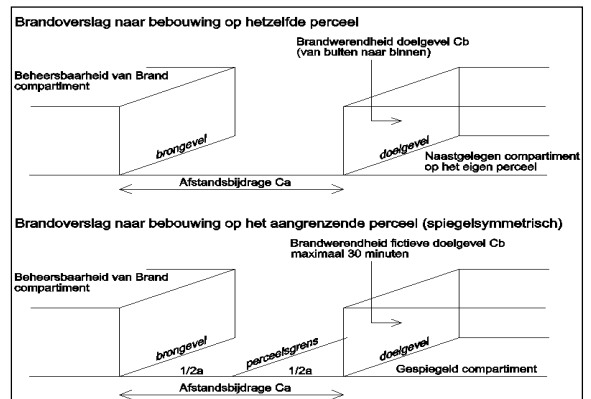 Brandoverslag naar bebouwing op hetzelfde perceel
Brandwerendheid doelgevel Cb
(van buiten naar binnen)
Beheersbaarheid van Brand
compartiment
brongevel
doelgevel
Naastgelegen compartiment
op het eigen perceel
Afstandsbijdrage Ca
Brandoverslag naar bebouwing op het aangrenzende perceel (spiegelsymmetrisch)
Brandwerendheid fictieve doelgevel Cb
maximaal 30 minuten
Beheersbaarheid van Brand
compartiment
brongevel
perceelsgrens
doelgevel
1/2a
1/2a
Gespiegeld compartiment
Afstandsbijdrage Ca